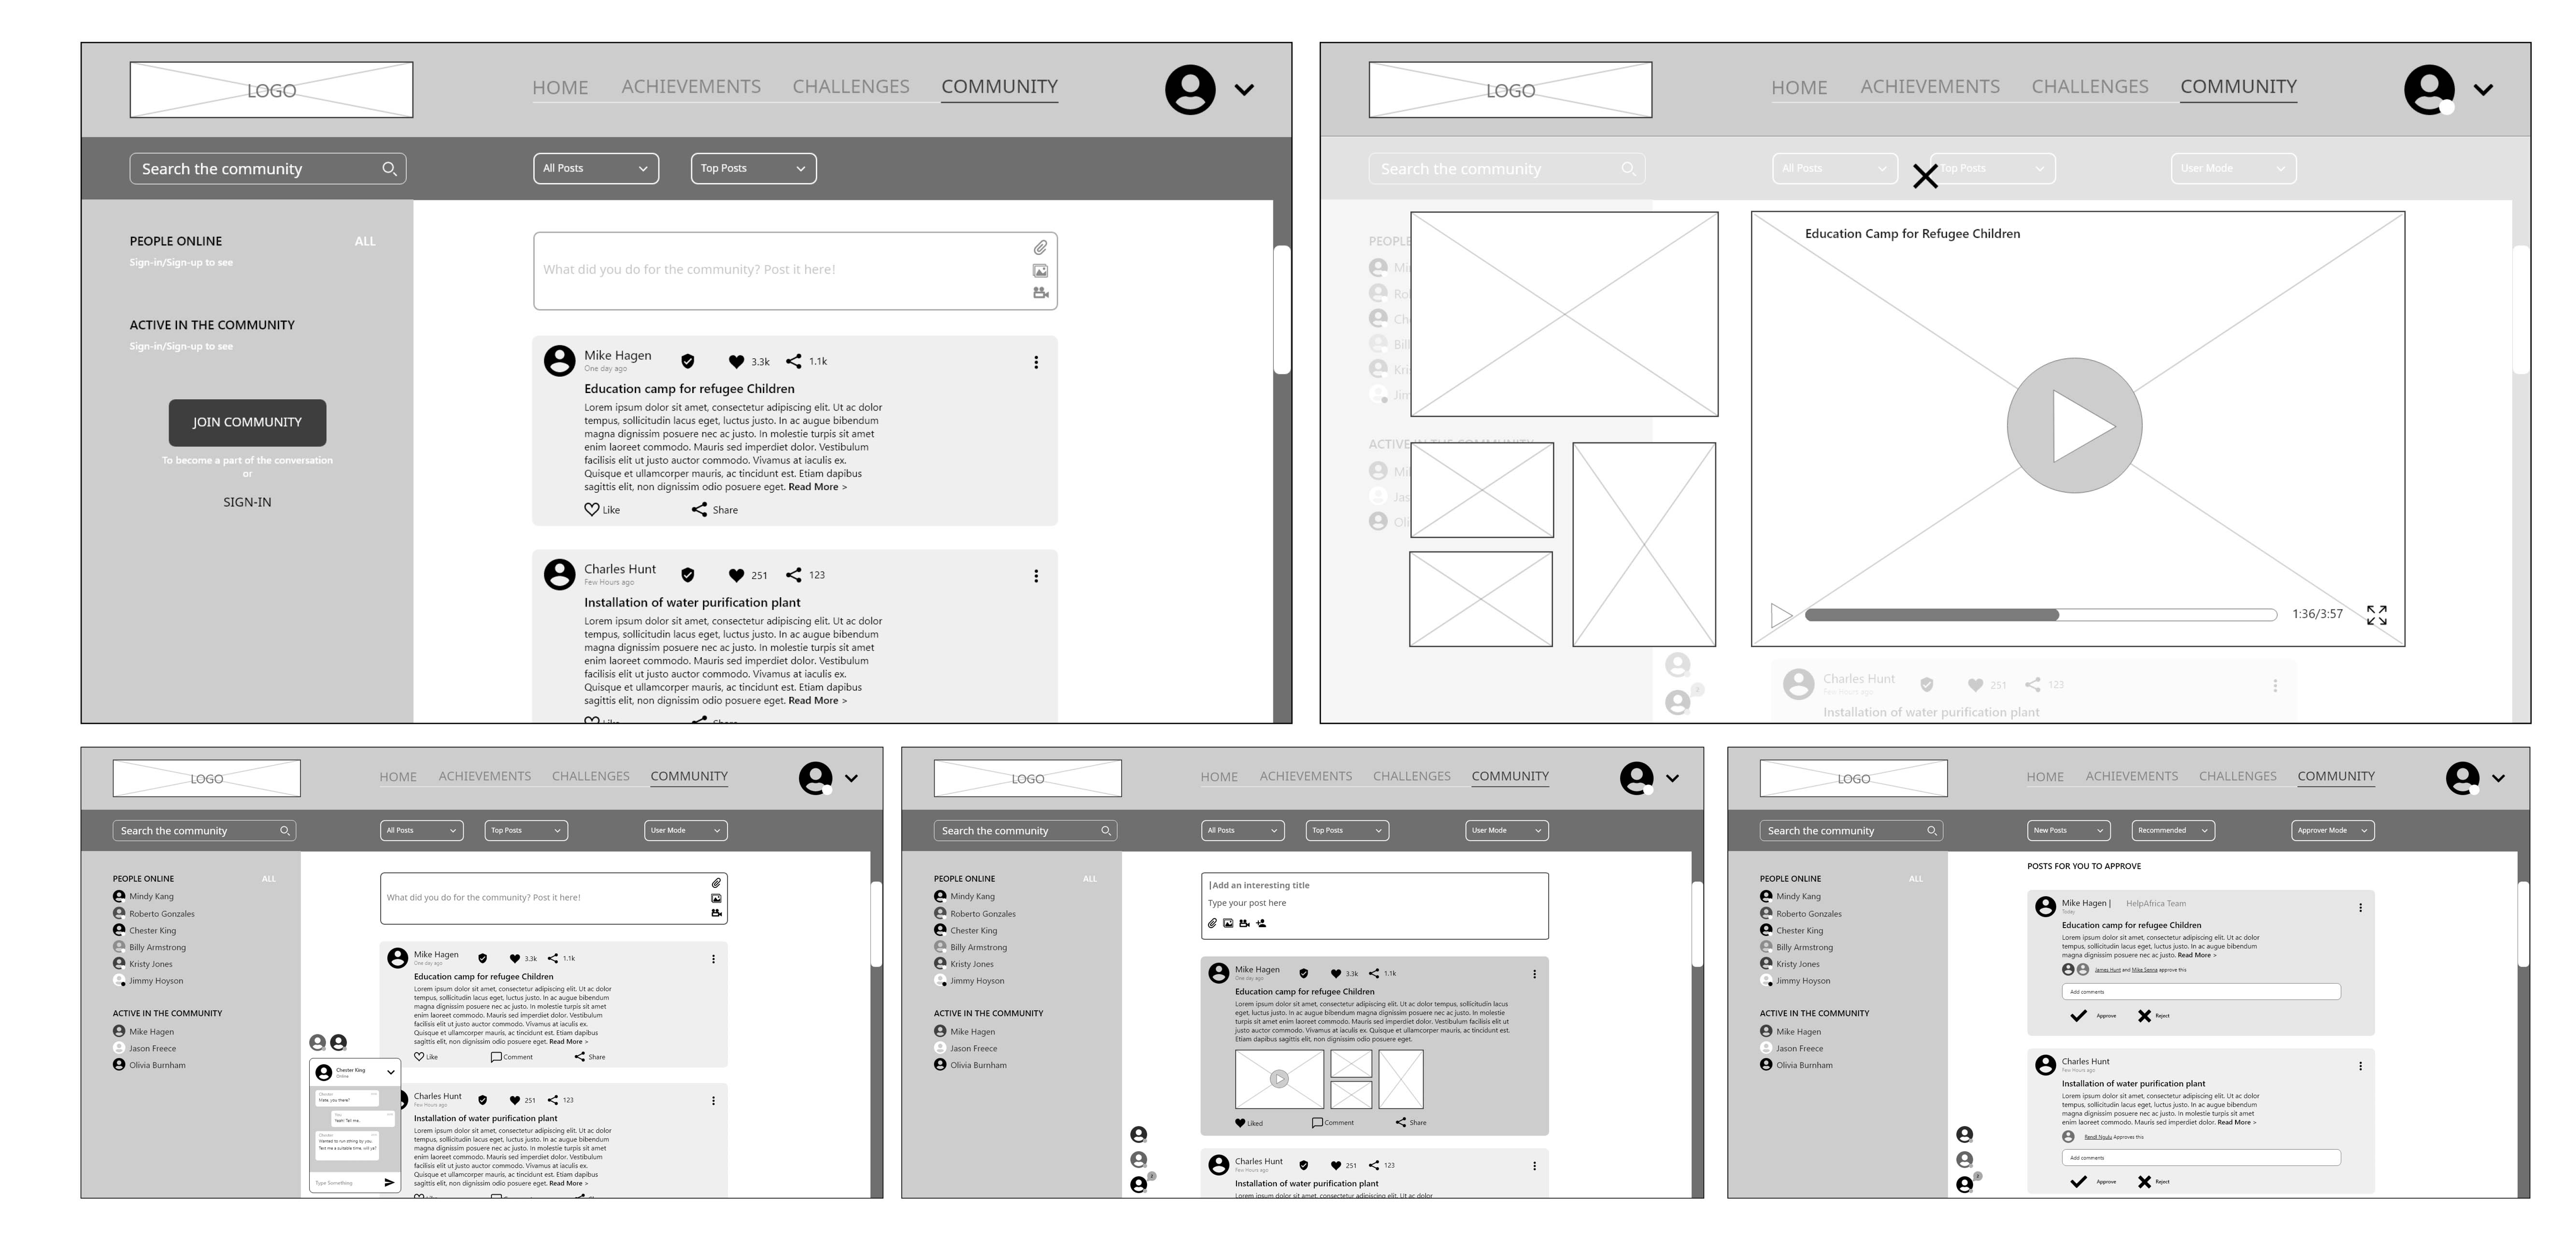 LOGO
HOME
ACHIEVEMENTS
CHALLENGES
COMMUNITY
Search the community
All Posts
Top Posts
PEOPLE ONLINE
ALL
Sign-in/Sign-up to see
ACTIVE IN THE COMMUNITY
Sign-in/Sign-up to see
JOIN COMMUNITY
To become a part of the conversation
or
SIGN-IN
What did you do for the community? Post it here!
Mike Hagen
3.3k
1.1k
One day ago
Education camp for refugee Children
Lorem ipsum dolor sit amet, consectetur adipiscing elit. Ut ac dolor
tempus, sollicitudin lacus eget, luctus justo. In ac augue bibendum
magna dignissim posuere nec ac justo. In molestie turpis sit amet
enim laoreet commodo. Mauris sed imperdiet dolor. Vestibulum
facilisis elit ut justo auctor commodo. Vivamus at iaculis ex.
Quisque et ullamcorper mauris, ac tincidunt est. Etiam dapibus
sagittis elit, non dignissim odio posuere eget. Read More >
Like
Share
Charles Hunt
251
123
Few Hours ago
Installation of water purification plant
Lorem ipsum dolor sit amet, consectetur adipiscing elit. Ut ac dolor
tempus, sollicitudin lacus eget, luctus justo. In ac augue bibendum
magna dignissim posuere nec ac justo. In molestie turpis sit amet
enim laoreet commodo. Mauris sed imperdiet dolor. Vestibulum
facilisis elit ut justo auctor commodo. Vivamus at iaculis ex.
Quisque et ullamcorper mauris, ac tincidunt est. Etiam dapibus
sagittis elit, non dignissim odio posuere eget. Read More >
LOGO
HOME
ACHIEVEMENTS
CHALLENGES
COMMUNITY
Search the community
All Posts
Top Posts
User Mode
Education Camp for Refugee Children
1:36/3:57
Charles Hunt
251
123
Few Hours ago
Installation of water purification plant
LOGO
HOME
ACHIEVEMENTS
CHALLENGES
COMMUNITY
Search the community
All Posts
Top Posts
User Mode
PEOPLE ONLINE
ALL
Mindy Kang
Roberto Gonzales
Chester King
Billy Armstrong
Kristy Jones
Jimmy Hoyson
ACTIVE IN THE COMMUNITY
Mike Hagen
Jason Freece
Olivia Burnham
Chester King
Online
Mate, you there?
Yeah! Tell me.
Wanted to run string by you.
Text me a suitable time, will ya?
Type Something
What did you do for the community? Post it here!
Mike Hagen
3.3k
1.1k
One day ago
Education camp for refugee Children
Lorem ipsum dolor sit amet, consectetur adipiscing elit. Ut ac dolor
tempus, sollicitudin lacus eget, luctus justo. In ac augue bibendum
magna dignissim posuere nec ac justo. In molestie turpis sit amet
enim laoreet commodo. Mauris sed imperdiet dolor. Vestibulum
facilisis elit ut justo auctor commodo. Vivamus at iaculis ex.
Quisque et ullamcorper mauris, ac tincidunt est. Etiam dapibus
sagittis elit, non dignissim odio posuere eget. Read More >
Like
Comment
Share
Charles Hunt
251
123
Few Hours ago
Installation of water purification plant
Lorem ipsum dolor sit amet, consectetur adipiscing elit. Ut ac dolor
tempus, sollicitudin lacus eget, luctus justo. In ac augue bibendum
magna dignissim posuere nec ac justo. In molestie turpis sit amet
enim laoreet commodo. Mauris sed imperdiet dolor. Vestibulum
facilisis elit ut justo auctor commodo. Vivamus at iaculis ex.
Quisque et ullamcorper mauris, ac tincidunt est. Etiam dapibus
sagittis elit, non dignissim odio posuere eget. Read More >
LOGO
HOME
ACHIEVEMENTS
CHALLENGES
COMMUNITY
Search the community
All Posts
Top Posts
User Mode
PEOPLE ONLINE
ALL
Mindy Kang
Roberto Gonzales
Chester King
Billy Armstrong
Kristy Jones
Jimmy Hoyson
ACTIVE IN THE COMMUNITY
Mike Hagen
Jason Freece
Olivia Burnham
|Add an interesting title
Type your post here
Mike Hagen
3.3k
1.1k
One day ago
Education camp for refugee Children
Lorem ipsum dolor sit amet, consectetur adipiscing elit. Ut ac dolor tempus, sollicitudin lacus
eget, luctus justo. In ac augue bibendum magna dignissim posuere nec ac justo. In molestie
turpis sit amet enim laoreet commodo. Mauris sed imperdiet dolor. Vestibulum facilisis elit ut
justo auctor commodo. Vivamus at iaculis ex. Quisque et ullamcorper mauris, ac tincidunt est.
Etiam dapibus sagittis elit, non dignissim odio posuere eget.
Liked
Comment
Share
Charles Hunt
251
123
Few Hours ago
Installation of water purification plant
Lorem ipsum dolor sit amet, consectetur adipiscing elit. Ut ac dolor
LOGO
HOME
ACHIEVEMENTS
CHALLENGES
COMMUNITY
Search the community
New Posts
Recommended
Approver Mode
PEOPLE ONLINE
ALL
Mindy Kang
Roberto Gonzales
Chester King
Billy Armstrong
Kristy Jones
Jimmy Hoyson
ACTIVE IN THE COMMUNITY
Mike Hagen
Jason Freece
Olivia Burnham
POSTS FOR YOU TO APPROVE
Mike Hagen | HelpAfrica Team
Today
Education camp for refugee Children
Lorem ipsum dolor sit amet, consectetur adipiscing elit. Ut ac dolor
tempus, sollicitudin lacus eget, luctus justo. In ac augue bibendum
magna dignissim posuere. Read More >
James Hunt and Mike Senna approve this
Add comments
Approve
Reject
Charles Hunt
Few Hours ago
Installation of water purification plant
Lorem ipsum dolor sit amet, consectetur adipiscing elit. Ut ac dolor
tempus, sollicitudin lacus eget, luctus justo. In ac augue bibendum
magna dignissim posuere nec ac justo. In molestie turpis sit amet
enim laoreet commodo. Mauris sed imperdiet dolor. Read More >
Approves this
Add comments
Approve
Reject